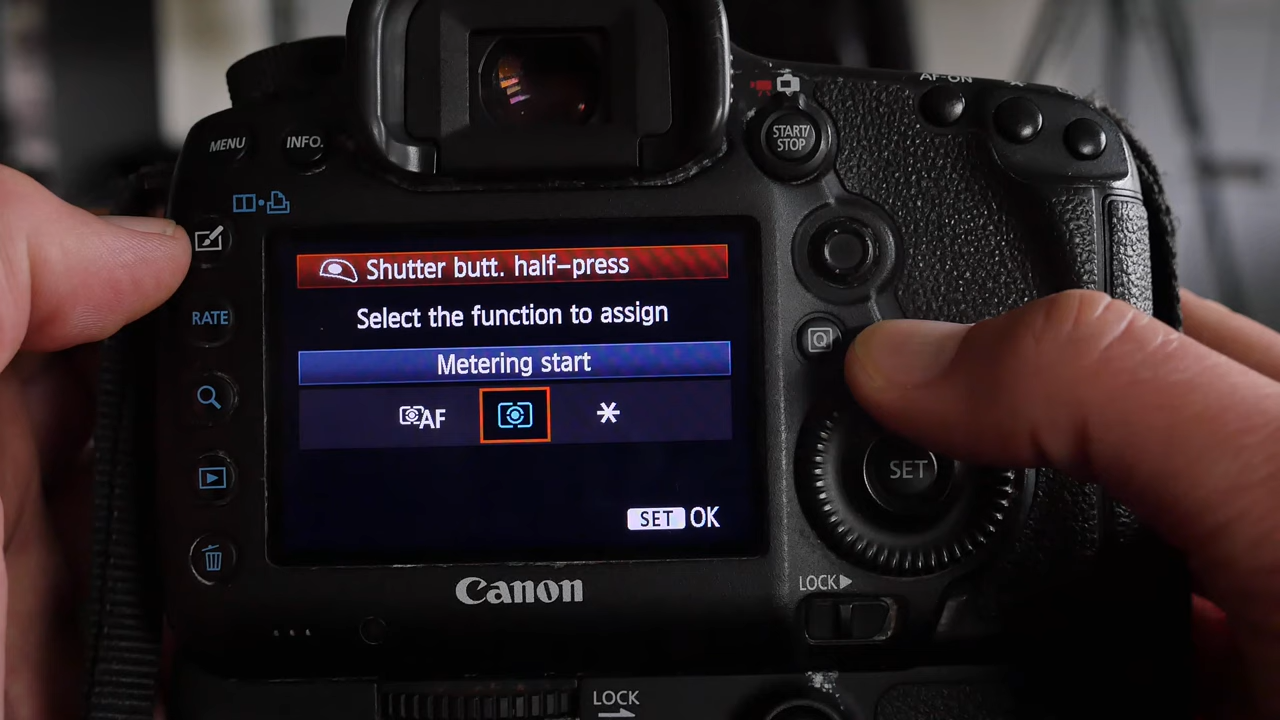 AF-ON
START/
STOP
MENU
INFO.
RATE
Shutter butt. half-press
Select the function to assign
Metering start
AF
SET OK
Q
SET
LOCK
Canon
LOCK